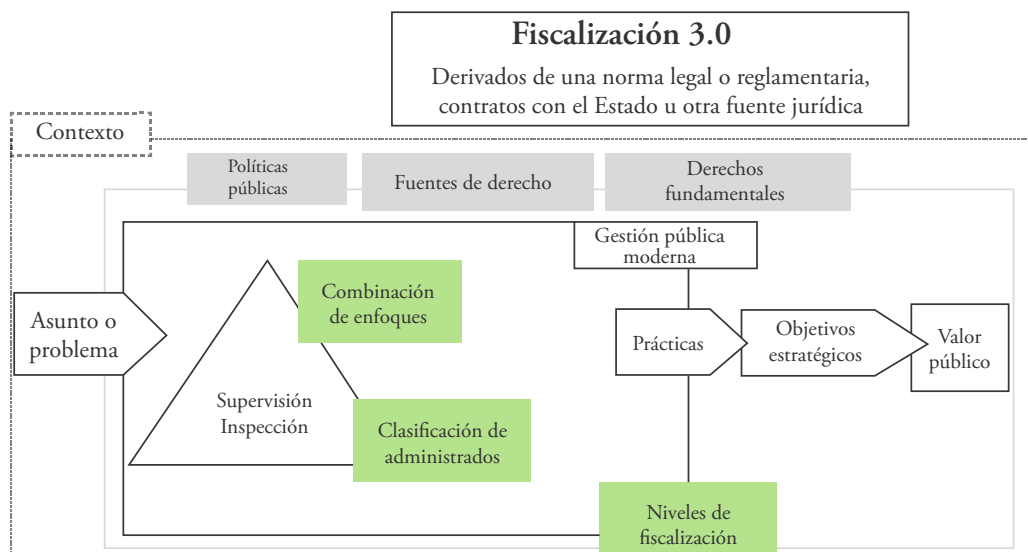 Fiscalización 3.0
Derivados de una norma legal o reglamentaria,
contratos con el Estado u otra fuente jurídica
Contexto
Políticas
públicas
Fuentes de derecho
Derechos
fundamentales
Gestión pública
moderna
Combinación
de enfoques
Asunto o
problema
Prácticas
Objetivos
estratégicos
Valor
público
Supervisión
Inspección
Clasificación de
administrados
Niveles de
fiscalización